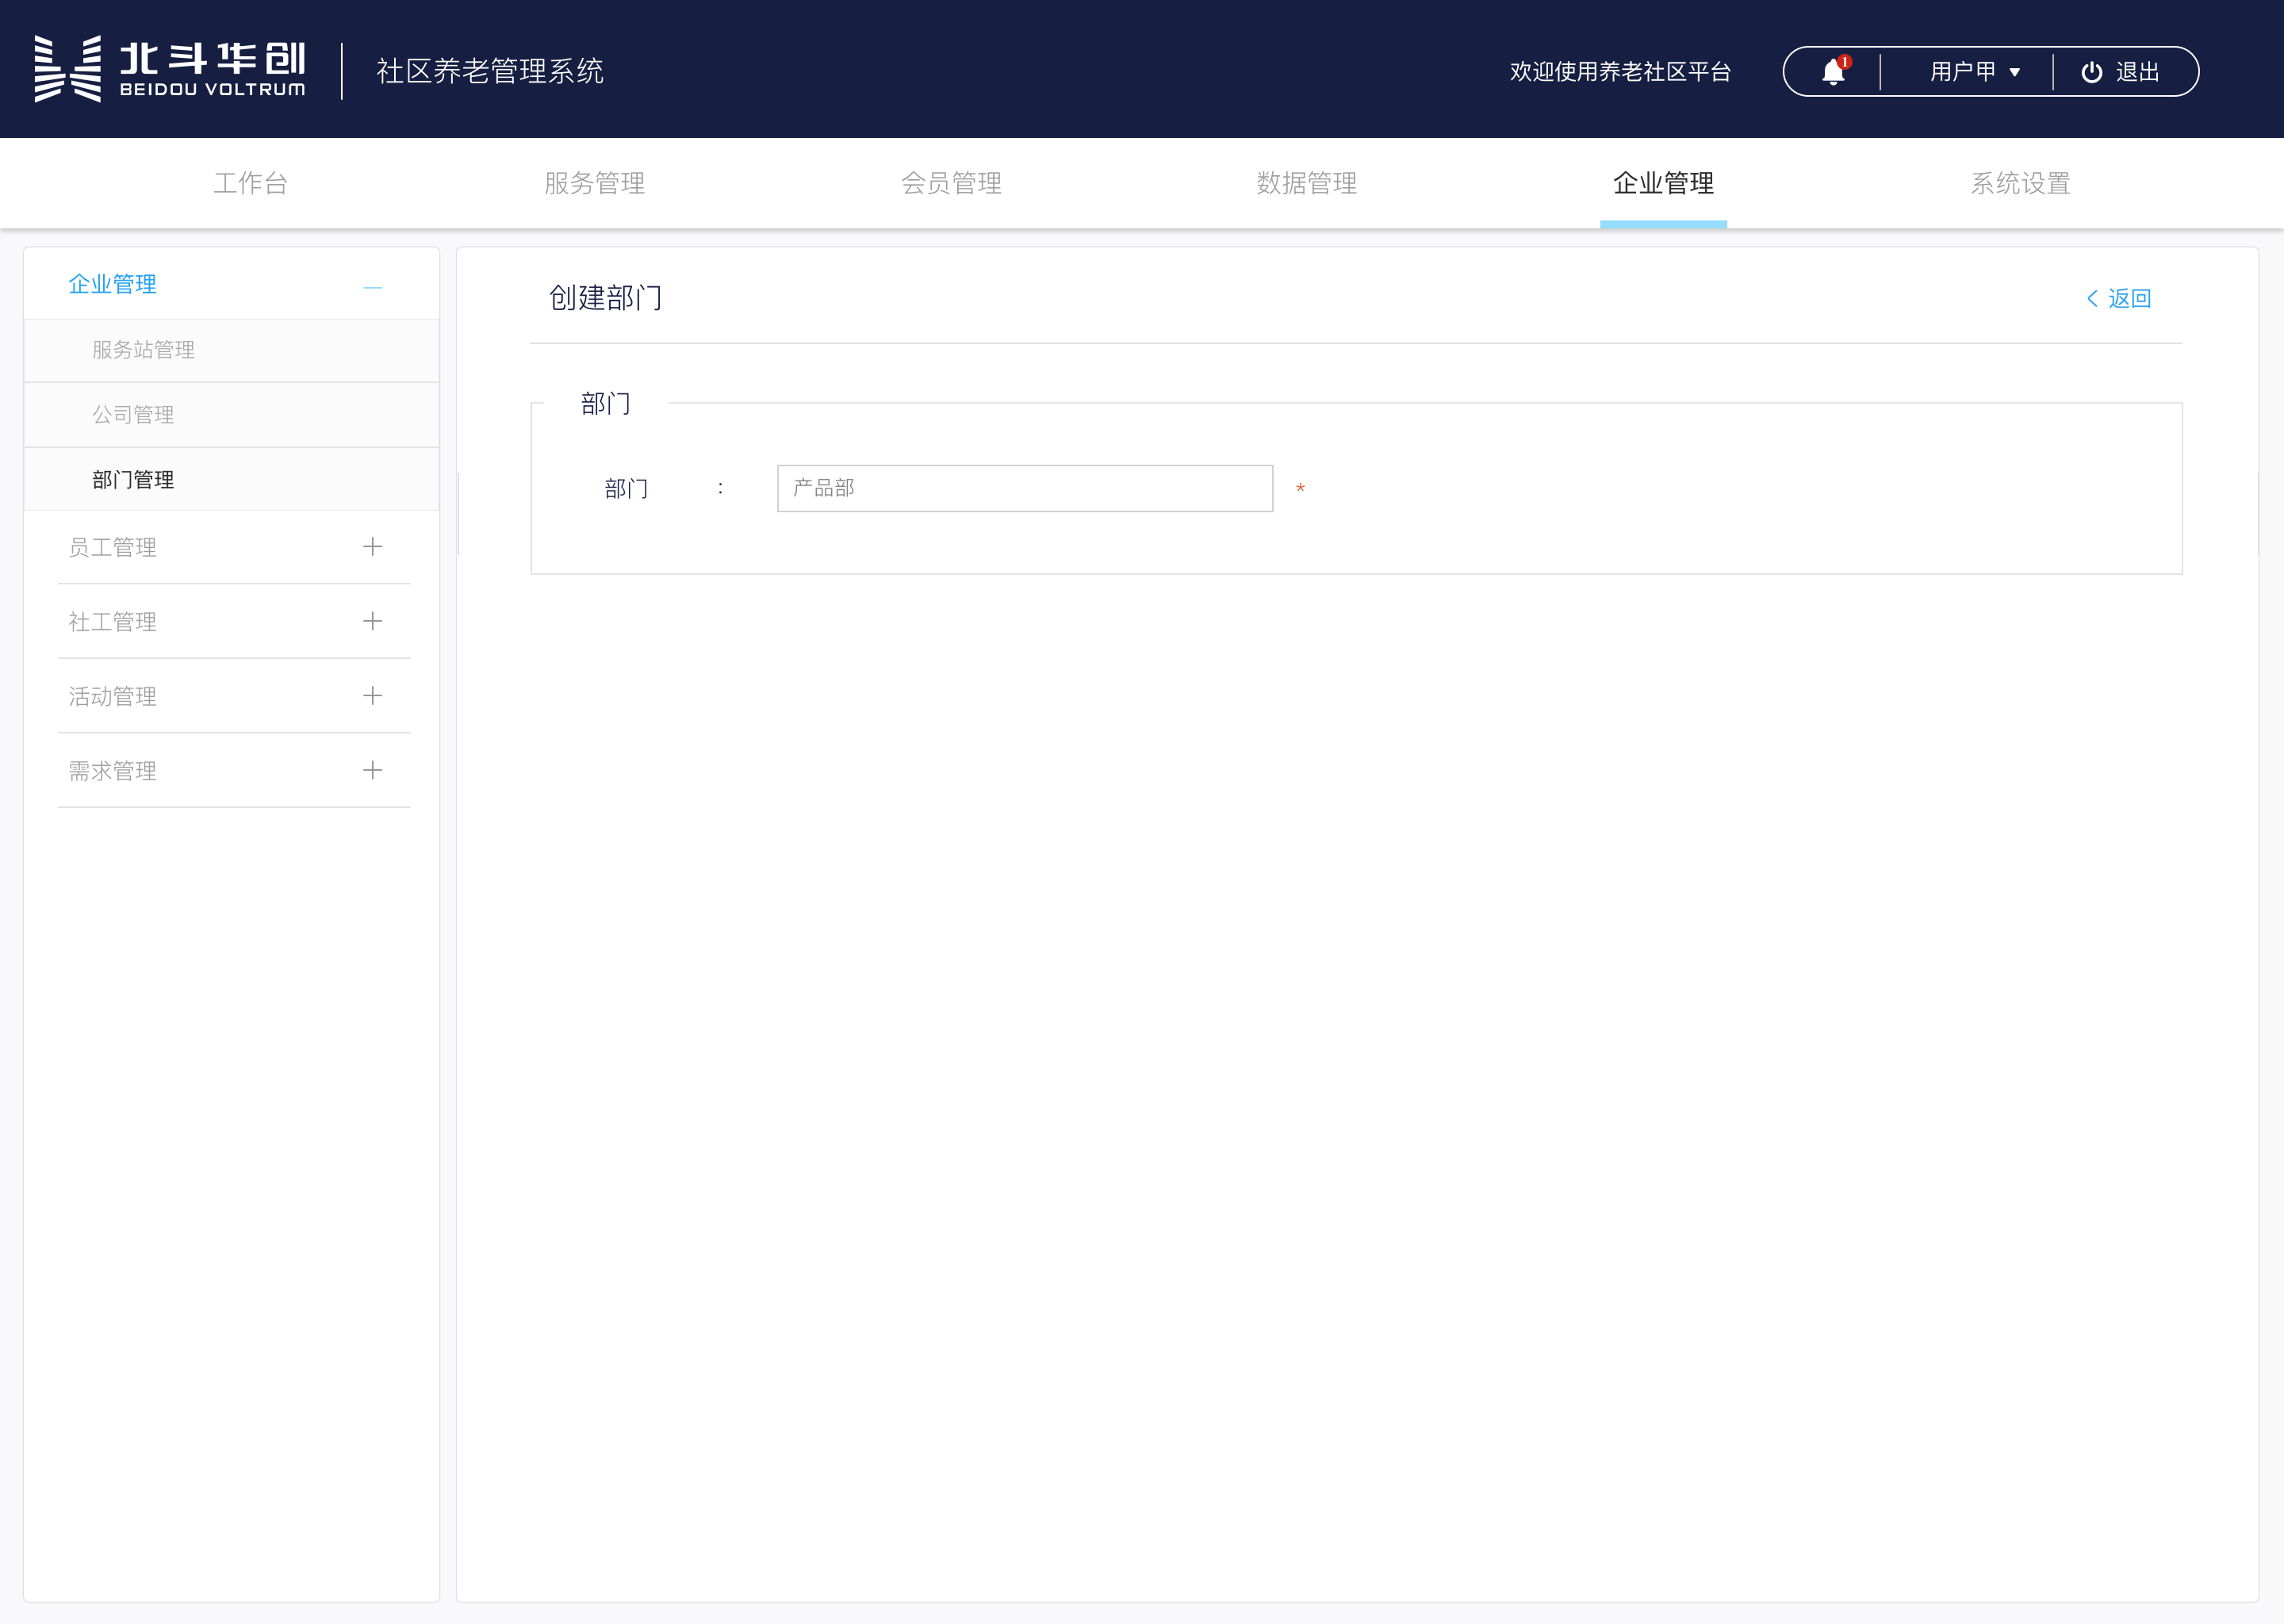 北斗华创
BEIDOU VOLTRUM
社区养老管理系统
欢迎使用养老社区平台
1
用户甲
退出
工作台
服务管理
会员管理
数据管理
企业管理
系统设置
企业管理
服务站管理
公司管理
部门管理
员工管理
社工管理
活动管理
需求管理
创建部门
返回
部门
部门 : 产品部 *